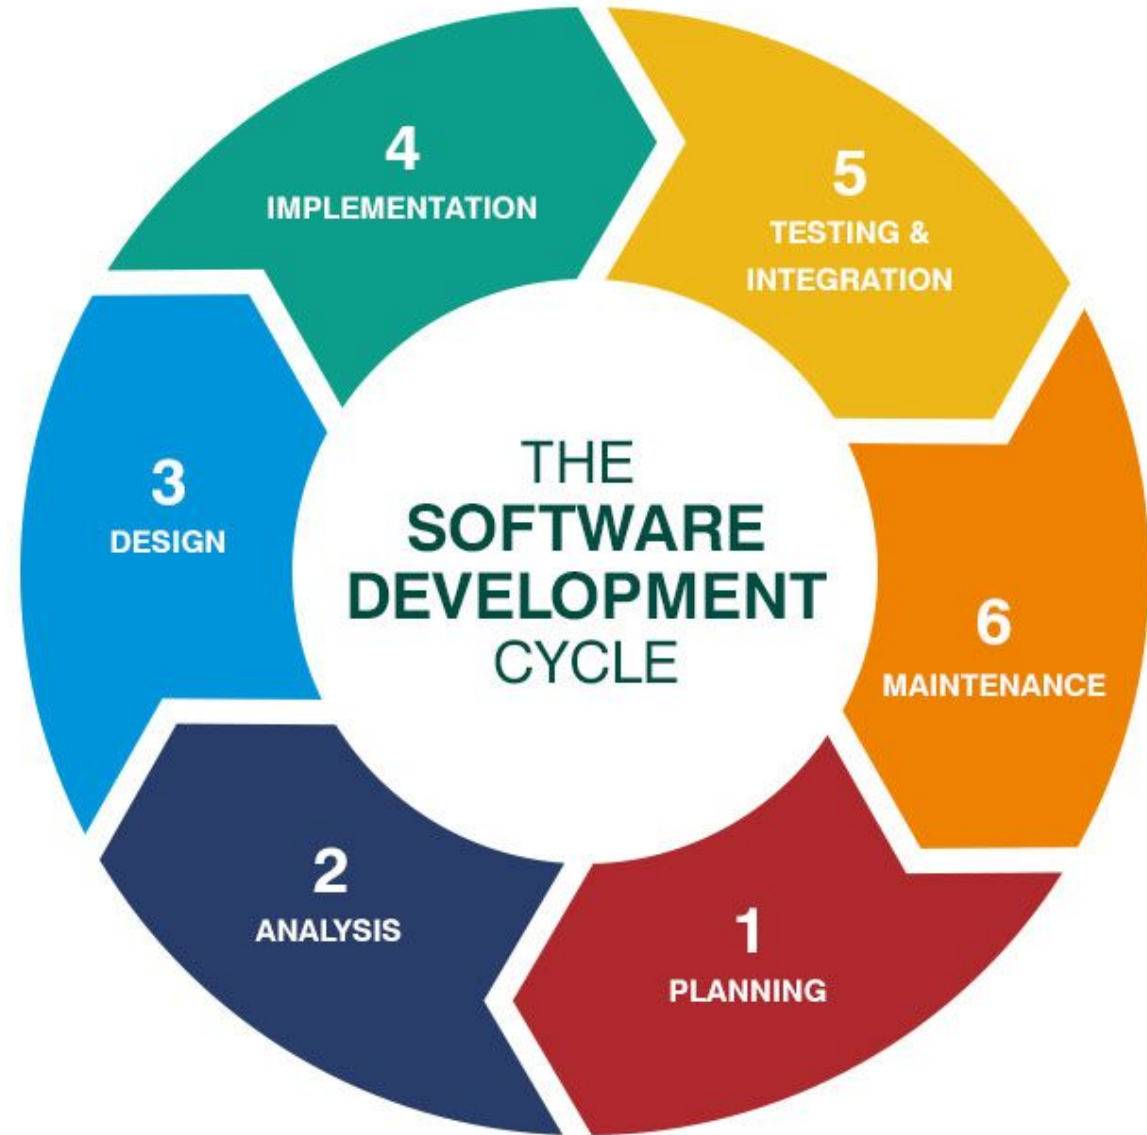 4
IMPLEMENTATION
5
TESTING &
INTEGRATION
3
DESIGN
THE
SOFTWARE
DEVELOPMENT
CYCLE
6
MAINTENANCE
2
ANALYSIS
1
PLANNING